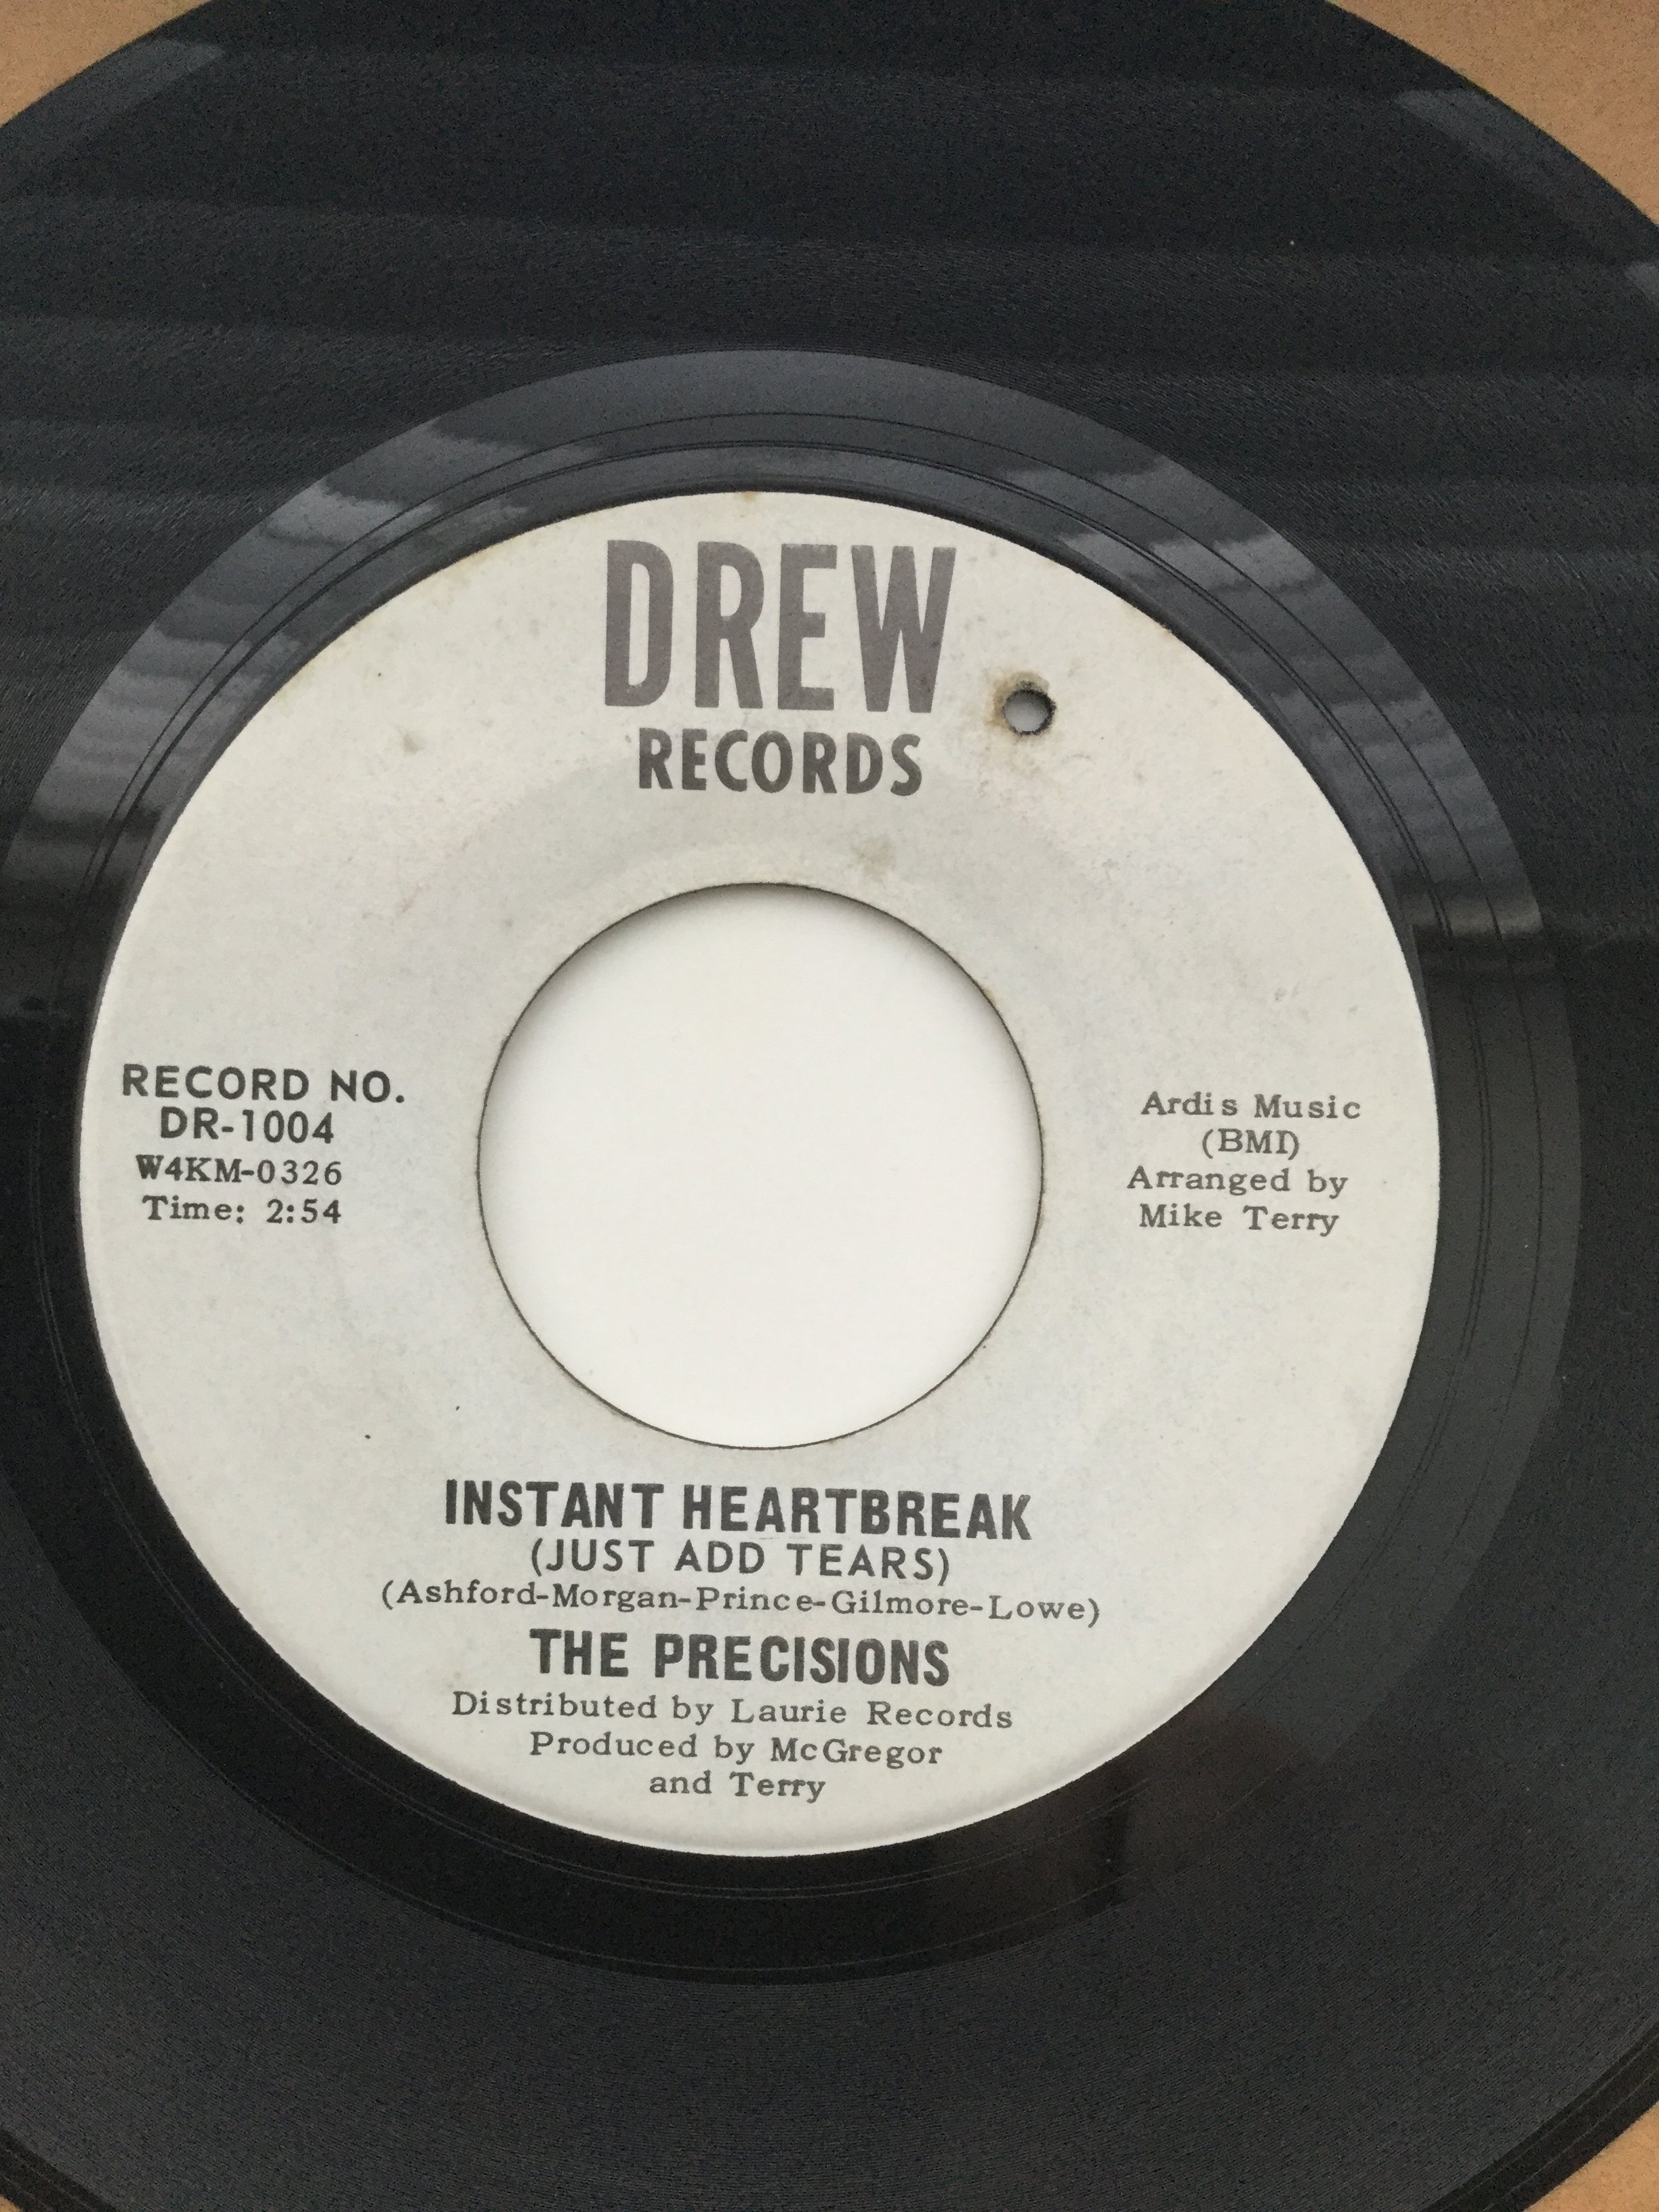 DREW
RECORDS
RECORD NO.
DR-1004
W4KM-0326
Time: 2:54
Ardis Music
(BMI)
Arranged by
Mike Terry
INSTANT HEARTBREAK
(JUST ADD TEARS)
(Ashford-Morgan-Prince-Gilmore-Lowe)
THE PRECISIONS
Distributed by Laurie Records
Produced by McGregor
and Terry